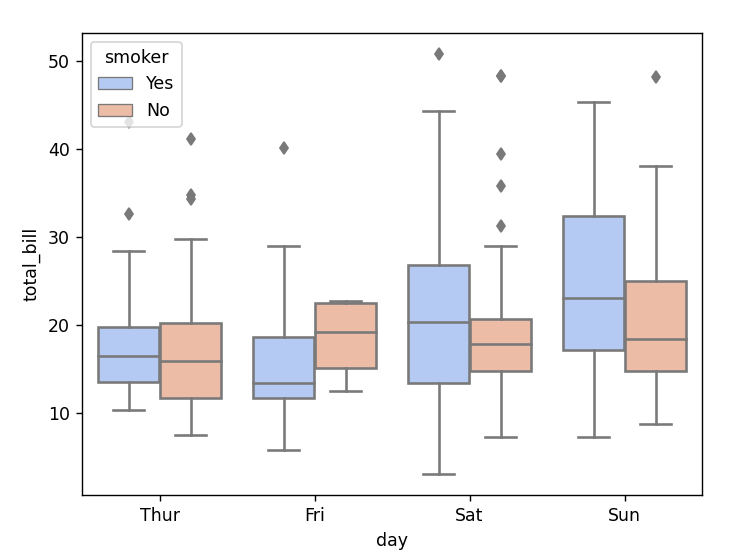 smoker
Yes
No
50
40
30
20
10
total_bill
Thur
Fri
Sat
Sun
day